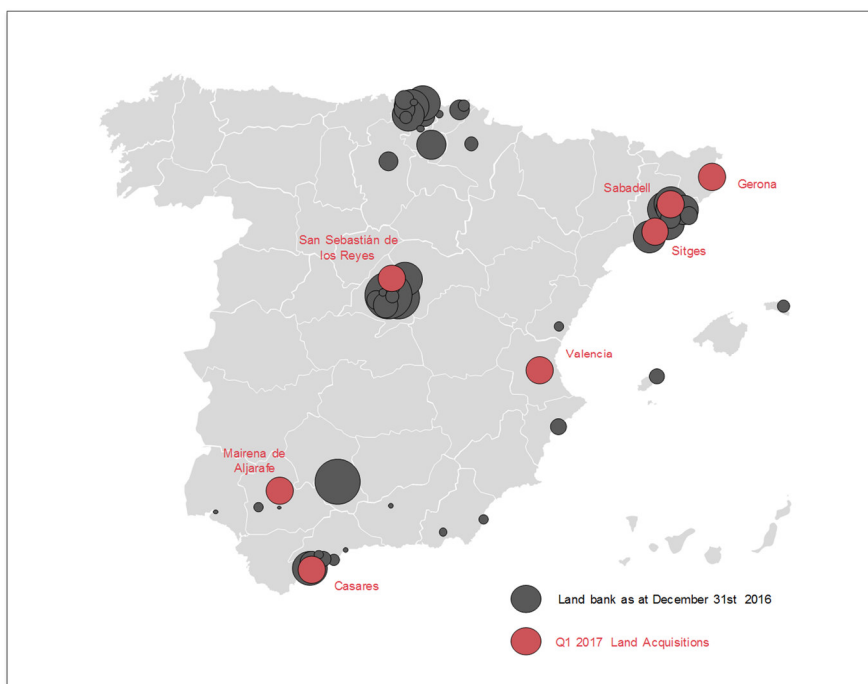 Gerona
Sabadell
Sitges
San Sebastián de
los Reyes
Valencia
Mairena de
Aljarafe
Casares
Land bank as at December 31st 2016
Q1 2017 Land Acquisitions